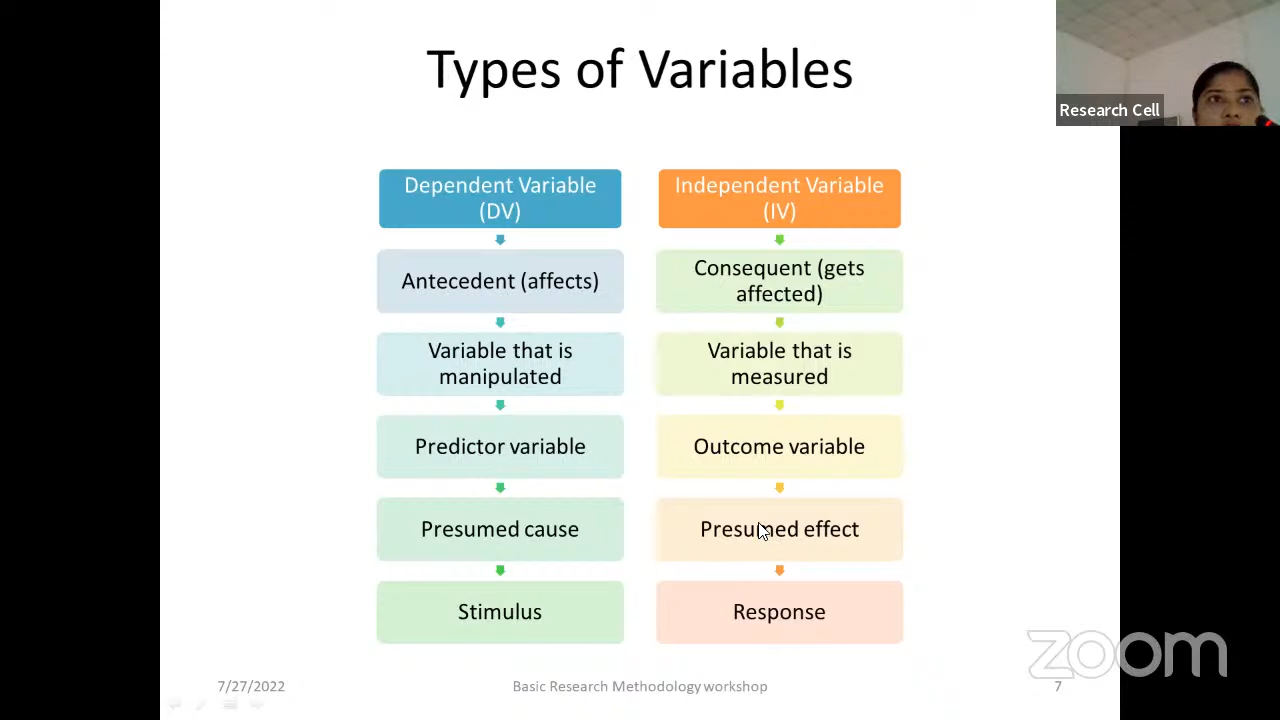 Types of Variables
Research Cell
Dependent Variable
(DV)
Antecedent (affects)
Variable that is
manipulated
Predictor variable
Presumed cause
Stimulus
Independent Variable
(IV)
Consequent (gets
affected)
Variable that is
measured
Outcome variable
Presumed effect
Response
zoom
7/27/2022
Basic Research Methodology workshop
7